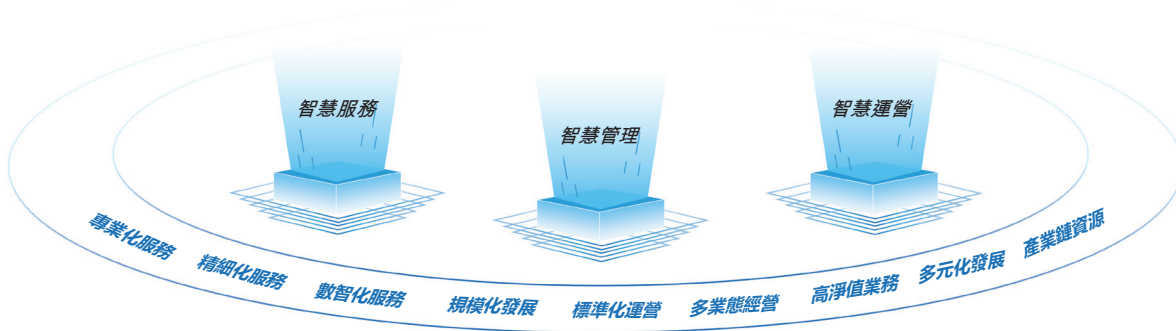 智慧服務
智慧管理
智慧運營
專業化服務
精細化服務
數智化服務
規模化發展
標準化運營
多業態經營
高淨值業務
多元化發展
產業鏈資源